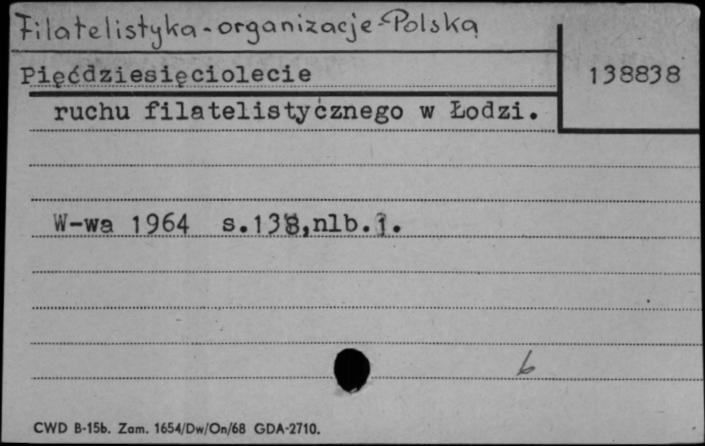 Filatelistyka - organizacje - Polska
Pięćdziesięciolecie
138838
ruchu filatelistycznego w Łodzi.
W-wa 1964 s.138,nlb.1.
6
CWD B-15b. Zam. 1654/Dw/On/68 GDA-2710.